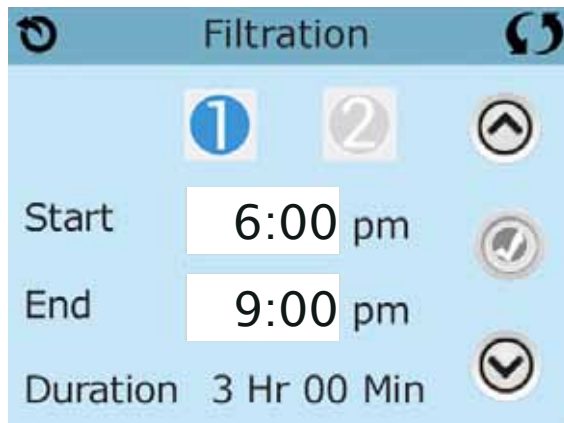 Filtration
1 2
Start 6:00 pm
End 9:00 pm
Duration 3 Hr 00 Min